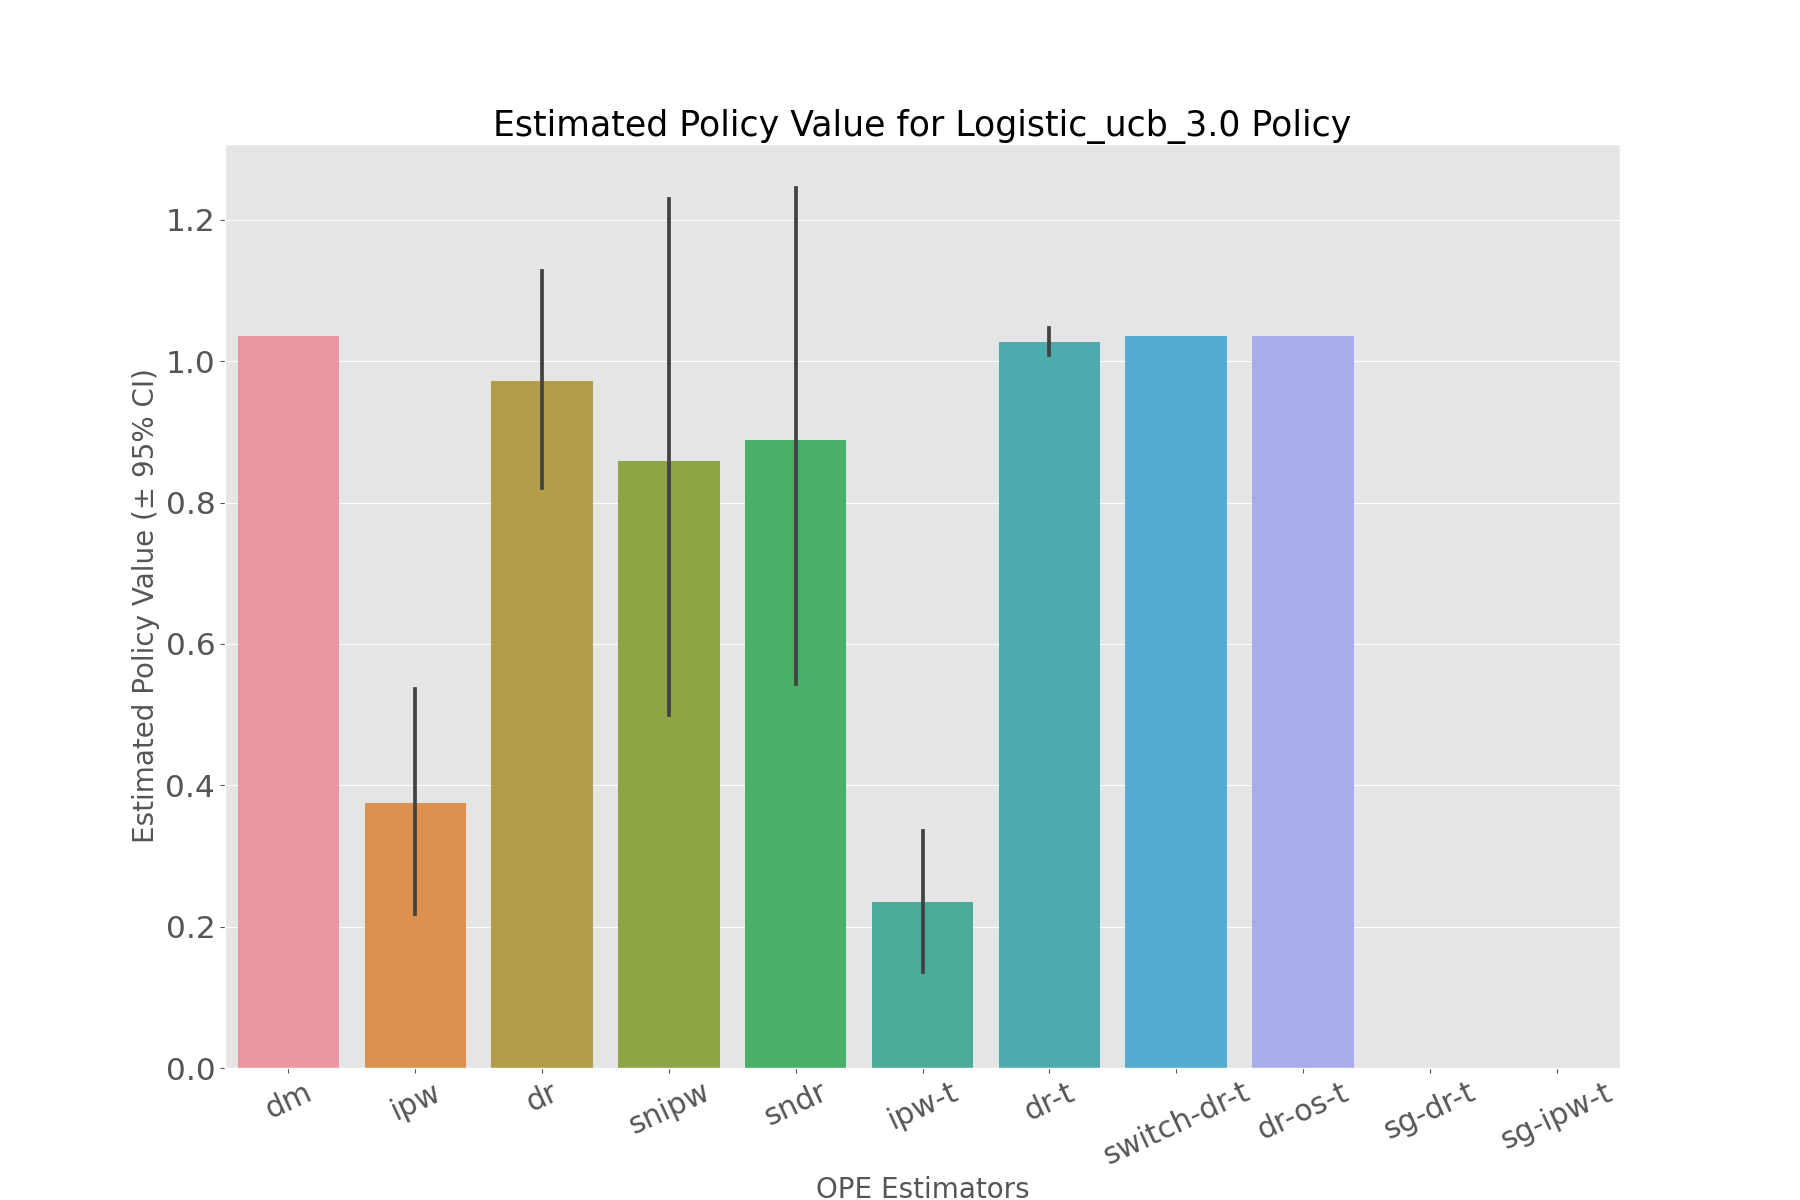 Estimated Policy Value for Logistic_ucb_3.0 Policy
Estimated Policy Value (± 95% CI)
1.2
1.0
0.8
0.6
0.4
0.2
0.0
dm
ipw
dr
snipw
sndr
ipw-t
dr-t
switch-dr-t
dr-os-t
sg-dr-t
sg-ipw-t
OPE Estimators